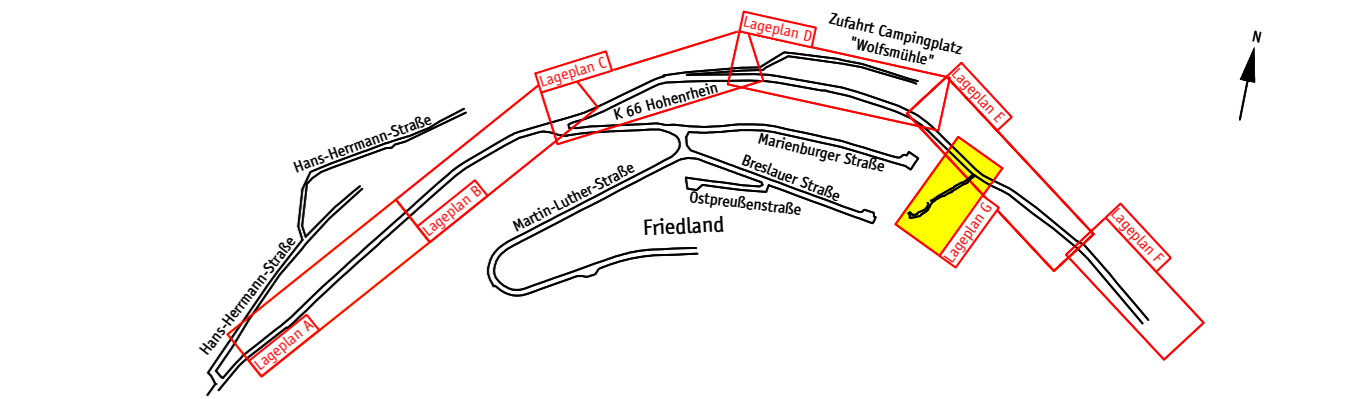 Lageplan D
Zufahrt Campingplatz
"Wolfsmühle"
N
Lageplan C
Lageplan E
K 66 Hohenrhein
Hans-Herrmann-Straße
Marienburger Straße
Breslauer Straße
Martin-Luther-Straße
Ostpreußenstraße
Lageplan B
Friedland
Lageplan G
Lageplan F
Hans-Herrmann-Straße
Lageplan A